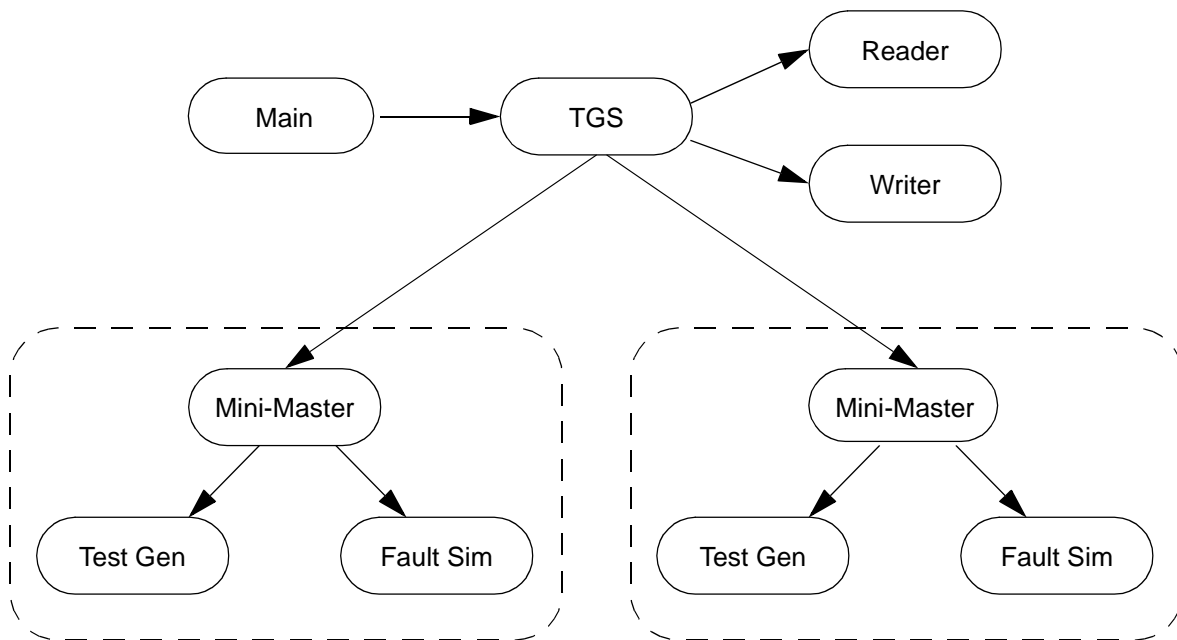 Reader
Main
TGS
Writer
Mini-Master
Mini-Master
Test Gen
Fault Sim
Test Gen
Fault Sim